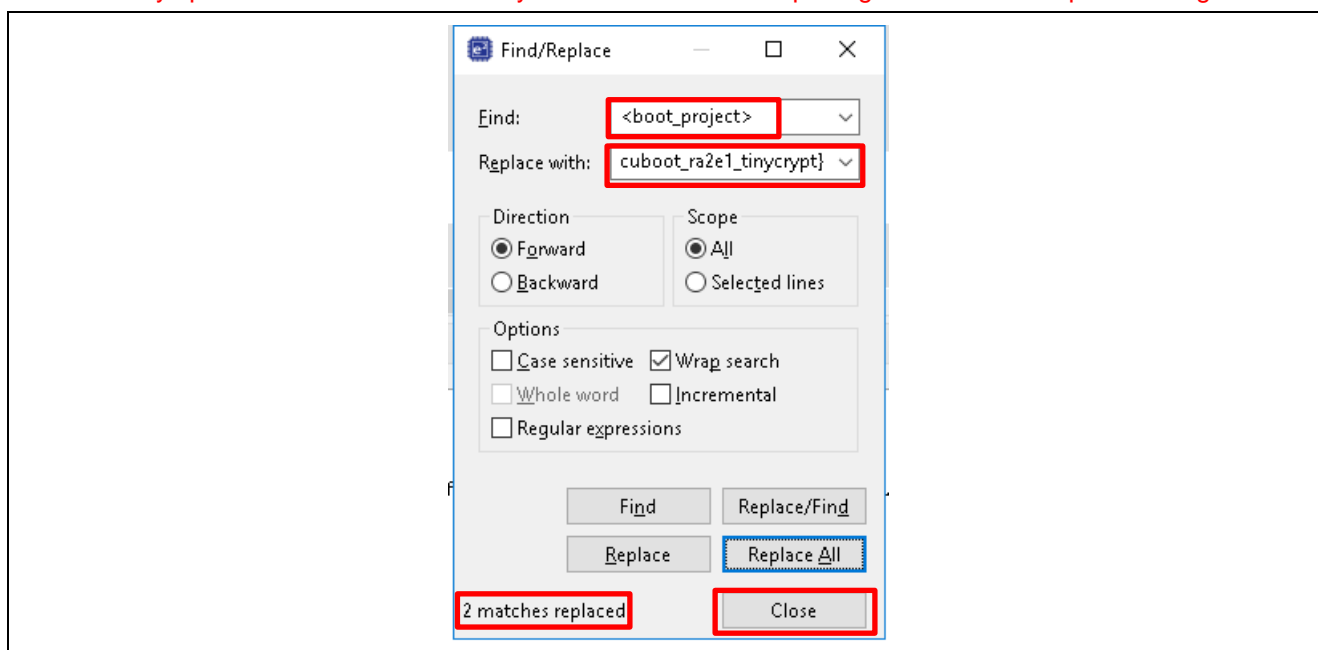 Find/Replace
Find: <boot_project>
Replace with: cuboot_ra2e1_tinycrypt}
Direction Scope
Forward All
Backward Selected lines
Options
Case sensitive Wrap search
Whole word Incremental
Regular expressions
Find Replace/Find
Replace Replace All
2 matches replaced Close